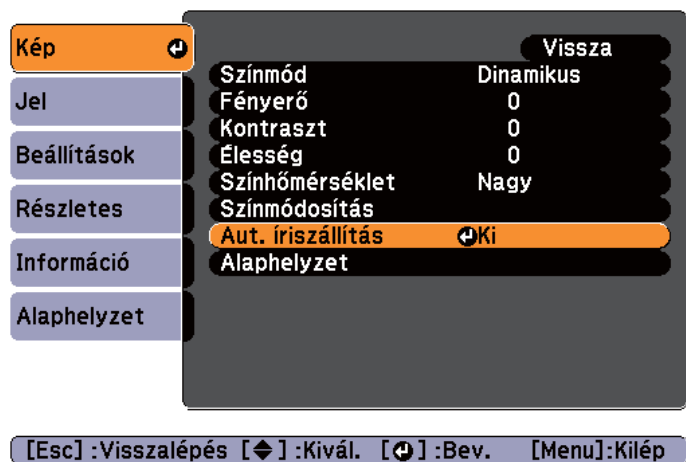 Kép
Jel
Beállítások
Részletes
Információ
Alaphelyzet
Vissza
Színmód Dinamikus
Fényerő 0
Kontraszt 0
Élesség 0
Színhőmérséklet Nagy
Színmódosítás
Aut. íriszállítás Ki
Alaphelyzet
[Esc] :Visszalépés [◆] :Kivál. [⏎] :Bev. [Menu]:Kilép